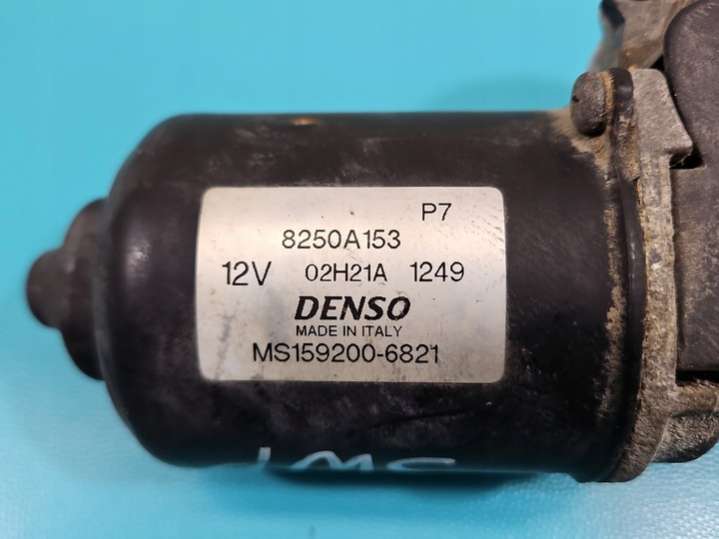 P7
8250A153
12V 02H21A 1249
DENSO
MADE IN ITALY
MS159200-6821